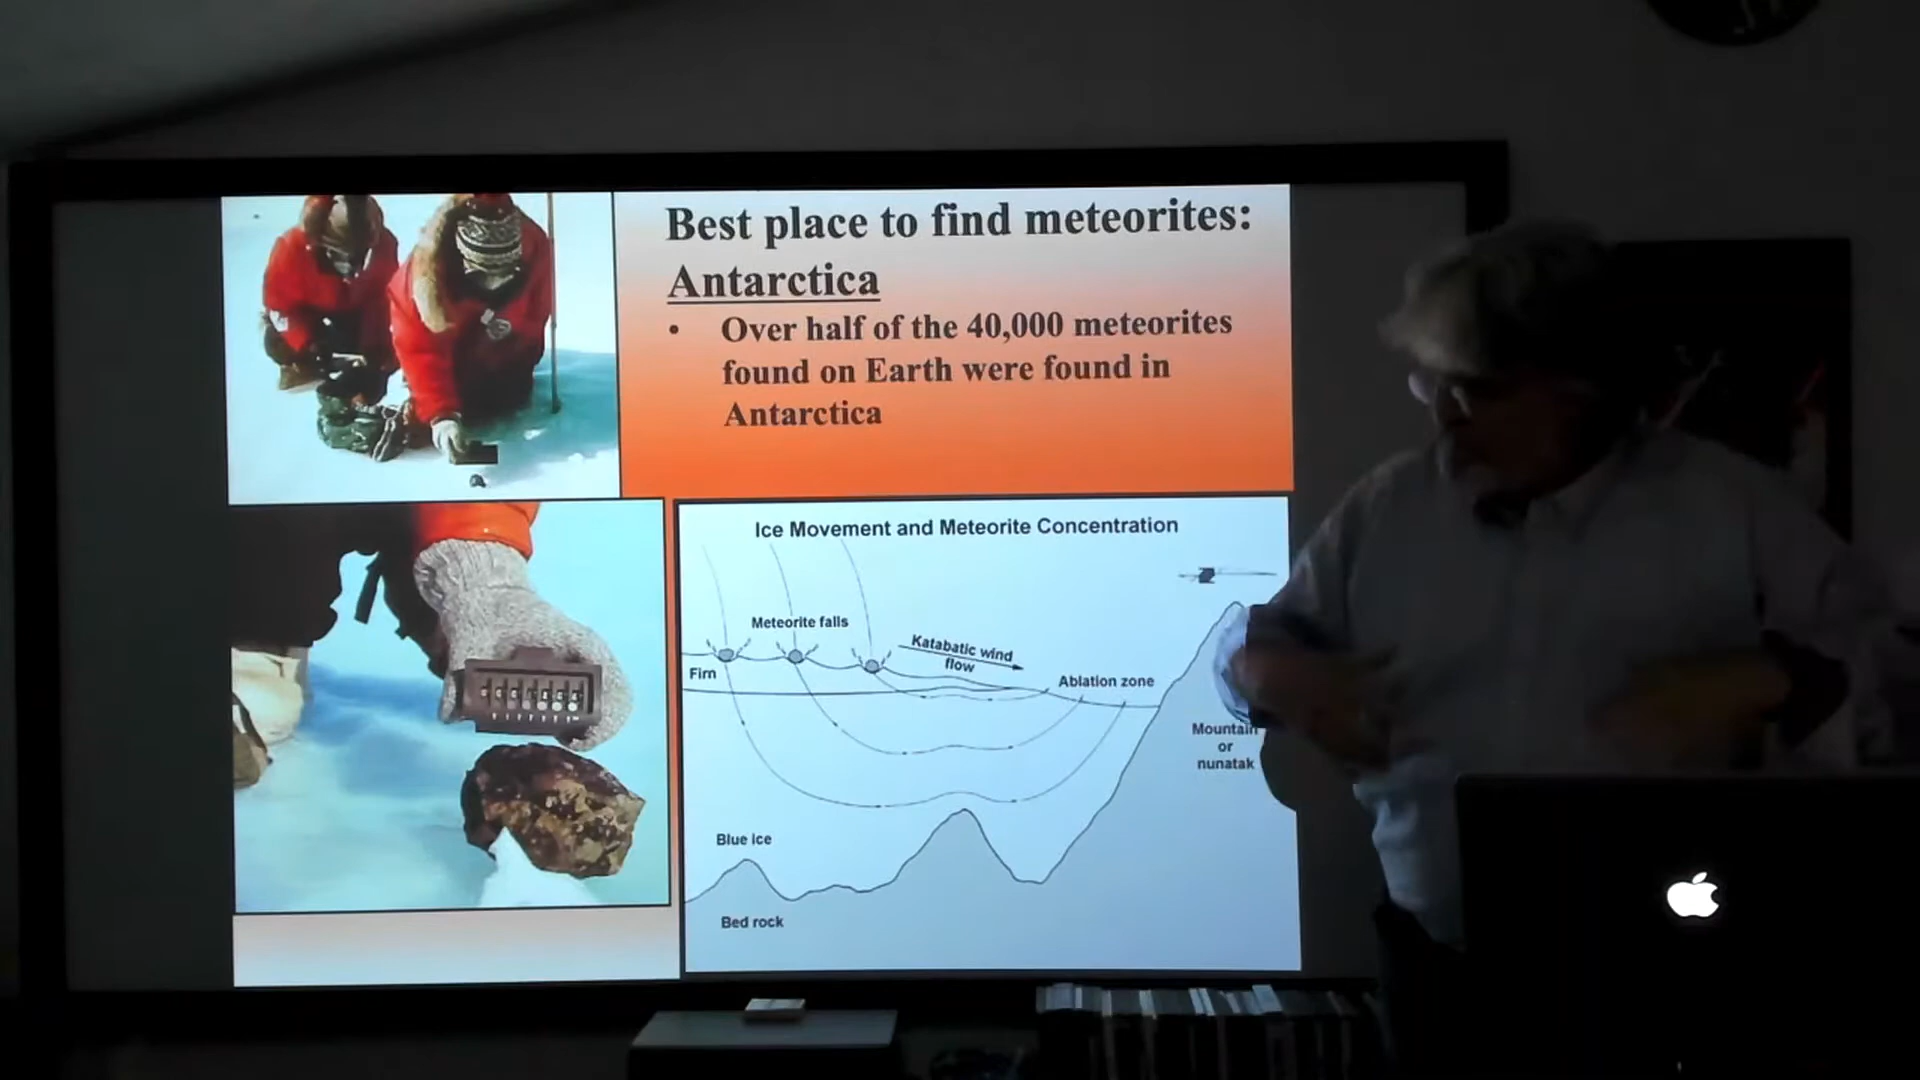 Best place to find meteorites:
Antarctica
• Over half of the 40,000 meteorites
found on Earth were found in
Antarctica
Ice Movement and Meteorite Concentration
Meteorite falls
Katabatic wind
flow
Firn
Ablation zone
Mountain
or
nunatak
Blue ice
Bed rock